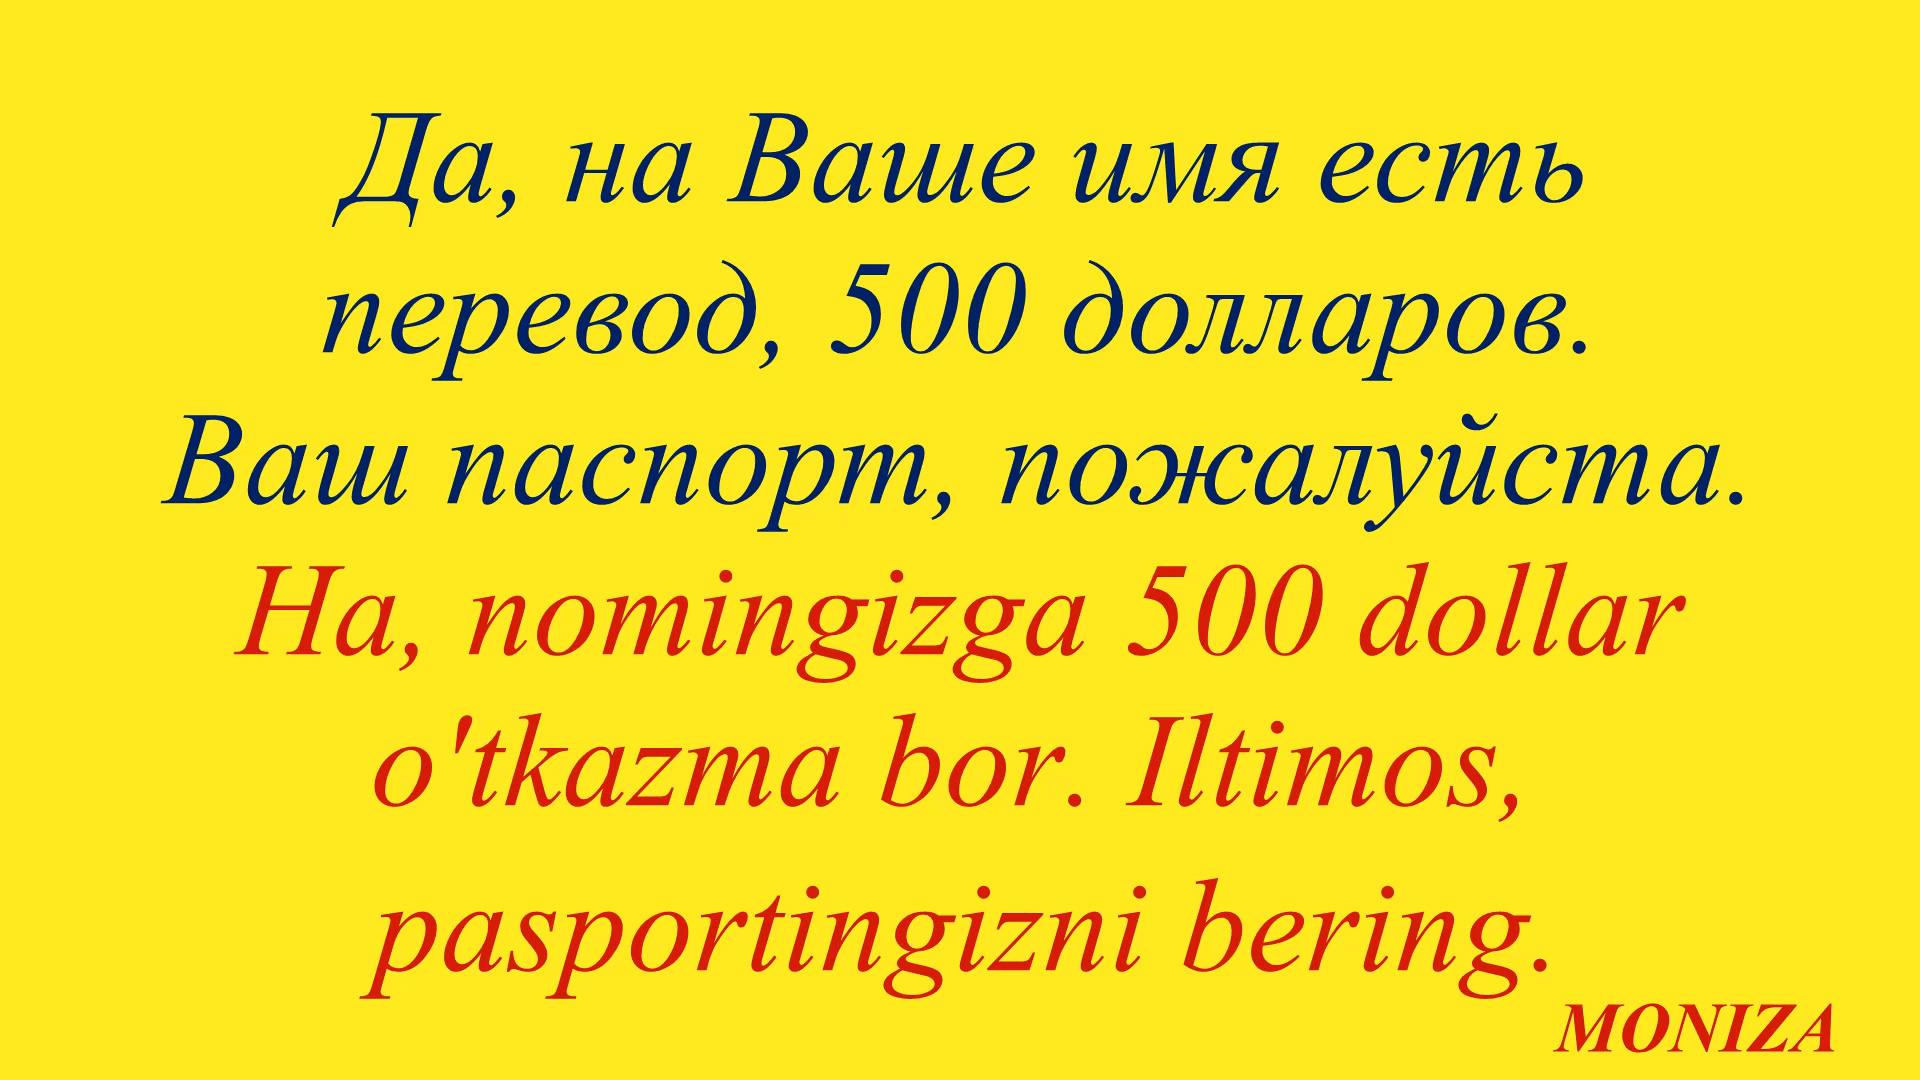 Да, на Ваше имя есть
перевод, 500 долларов.
Ваш паспорт, пожалуйста.
Ha, nomingizga 500 dollar
o'tkazma bor. Iltimos,
pasportingizni bering.
MONIZA